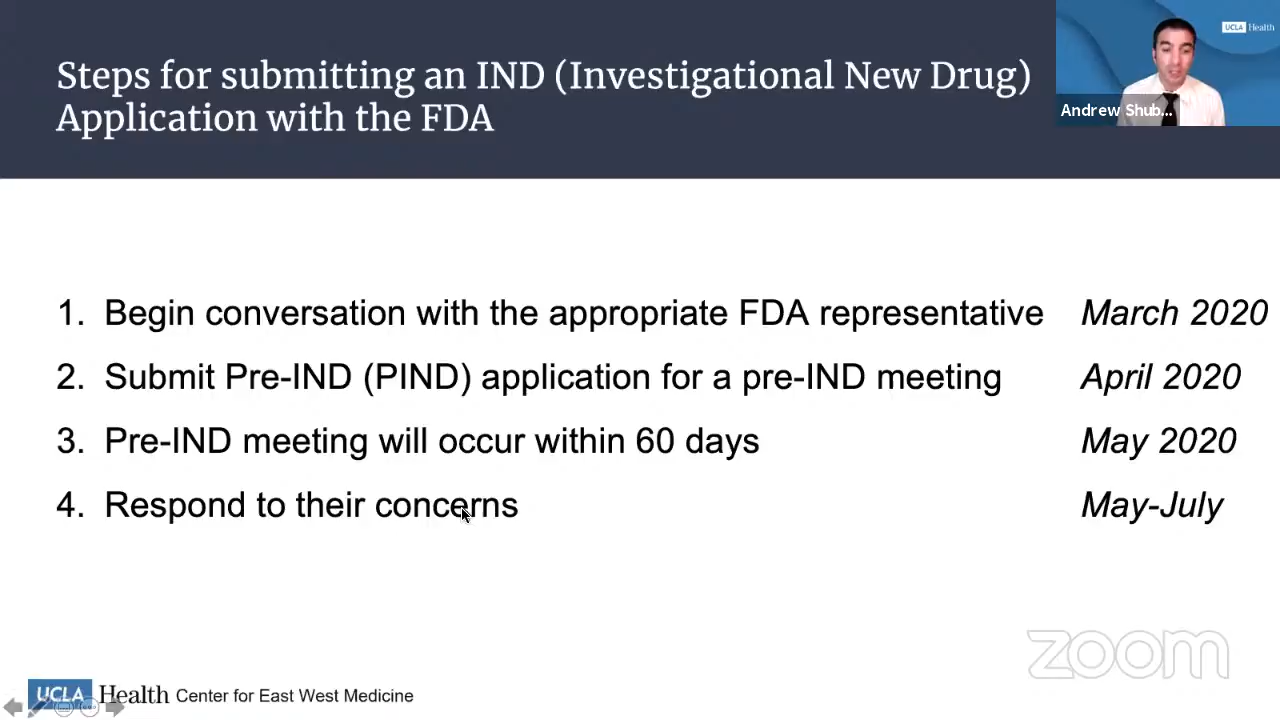 Steps for submitting an IND (Investigational New Drug)
Application with the FDA
UCLA Health
Andrew Shub...
1. Begin conversation with the appropriate FDA representative March 2020
2. Submit Pre-IND (PIND) application for a pre-IND meeting April 2020
3. Pre-IND meeting will occur within 60 days May 2020
4. Respond to their concerns May-July
zoom
UCLA Health Center for East West Medicine